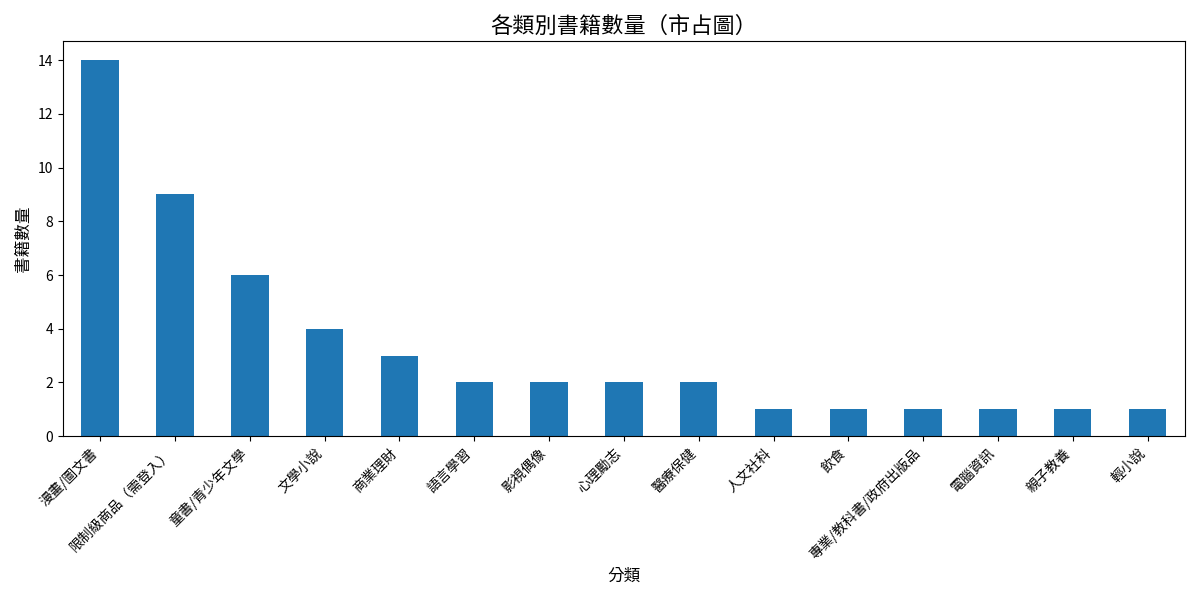 各類別書籍數量（市占圖）
書籍數量
14
12
10
8
6
4
2
0
漫畫/圖文書
限制級商品（需登入）
童書/青少年文學
文學小說
商業理財
語言學習
影視偶像
心理勵志
醫療保健
人文社科
飲食
專業/教科書/政府出版品
電腦資訊
親子教養
輕小說
分類